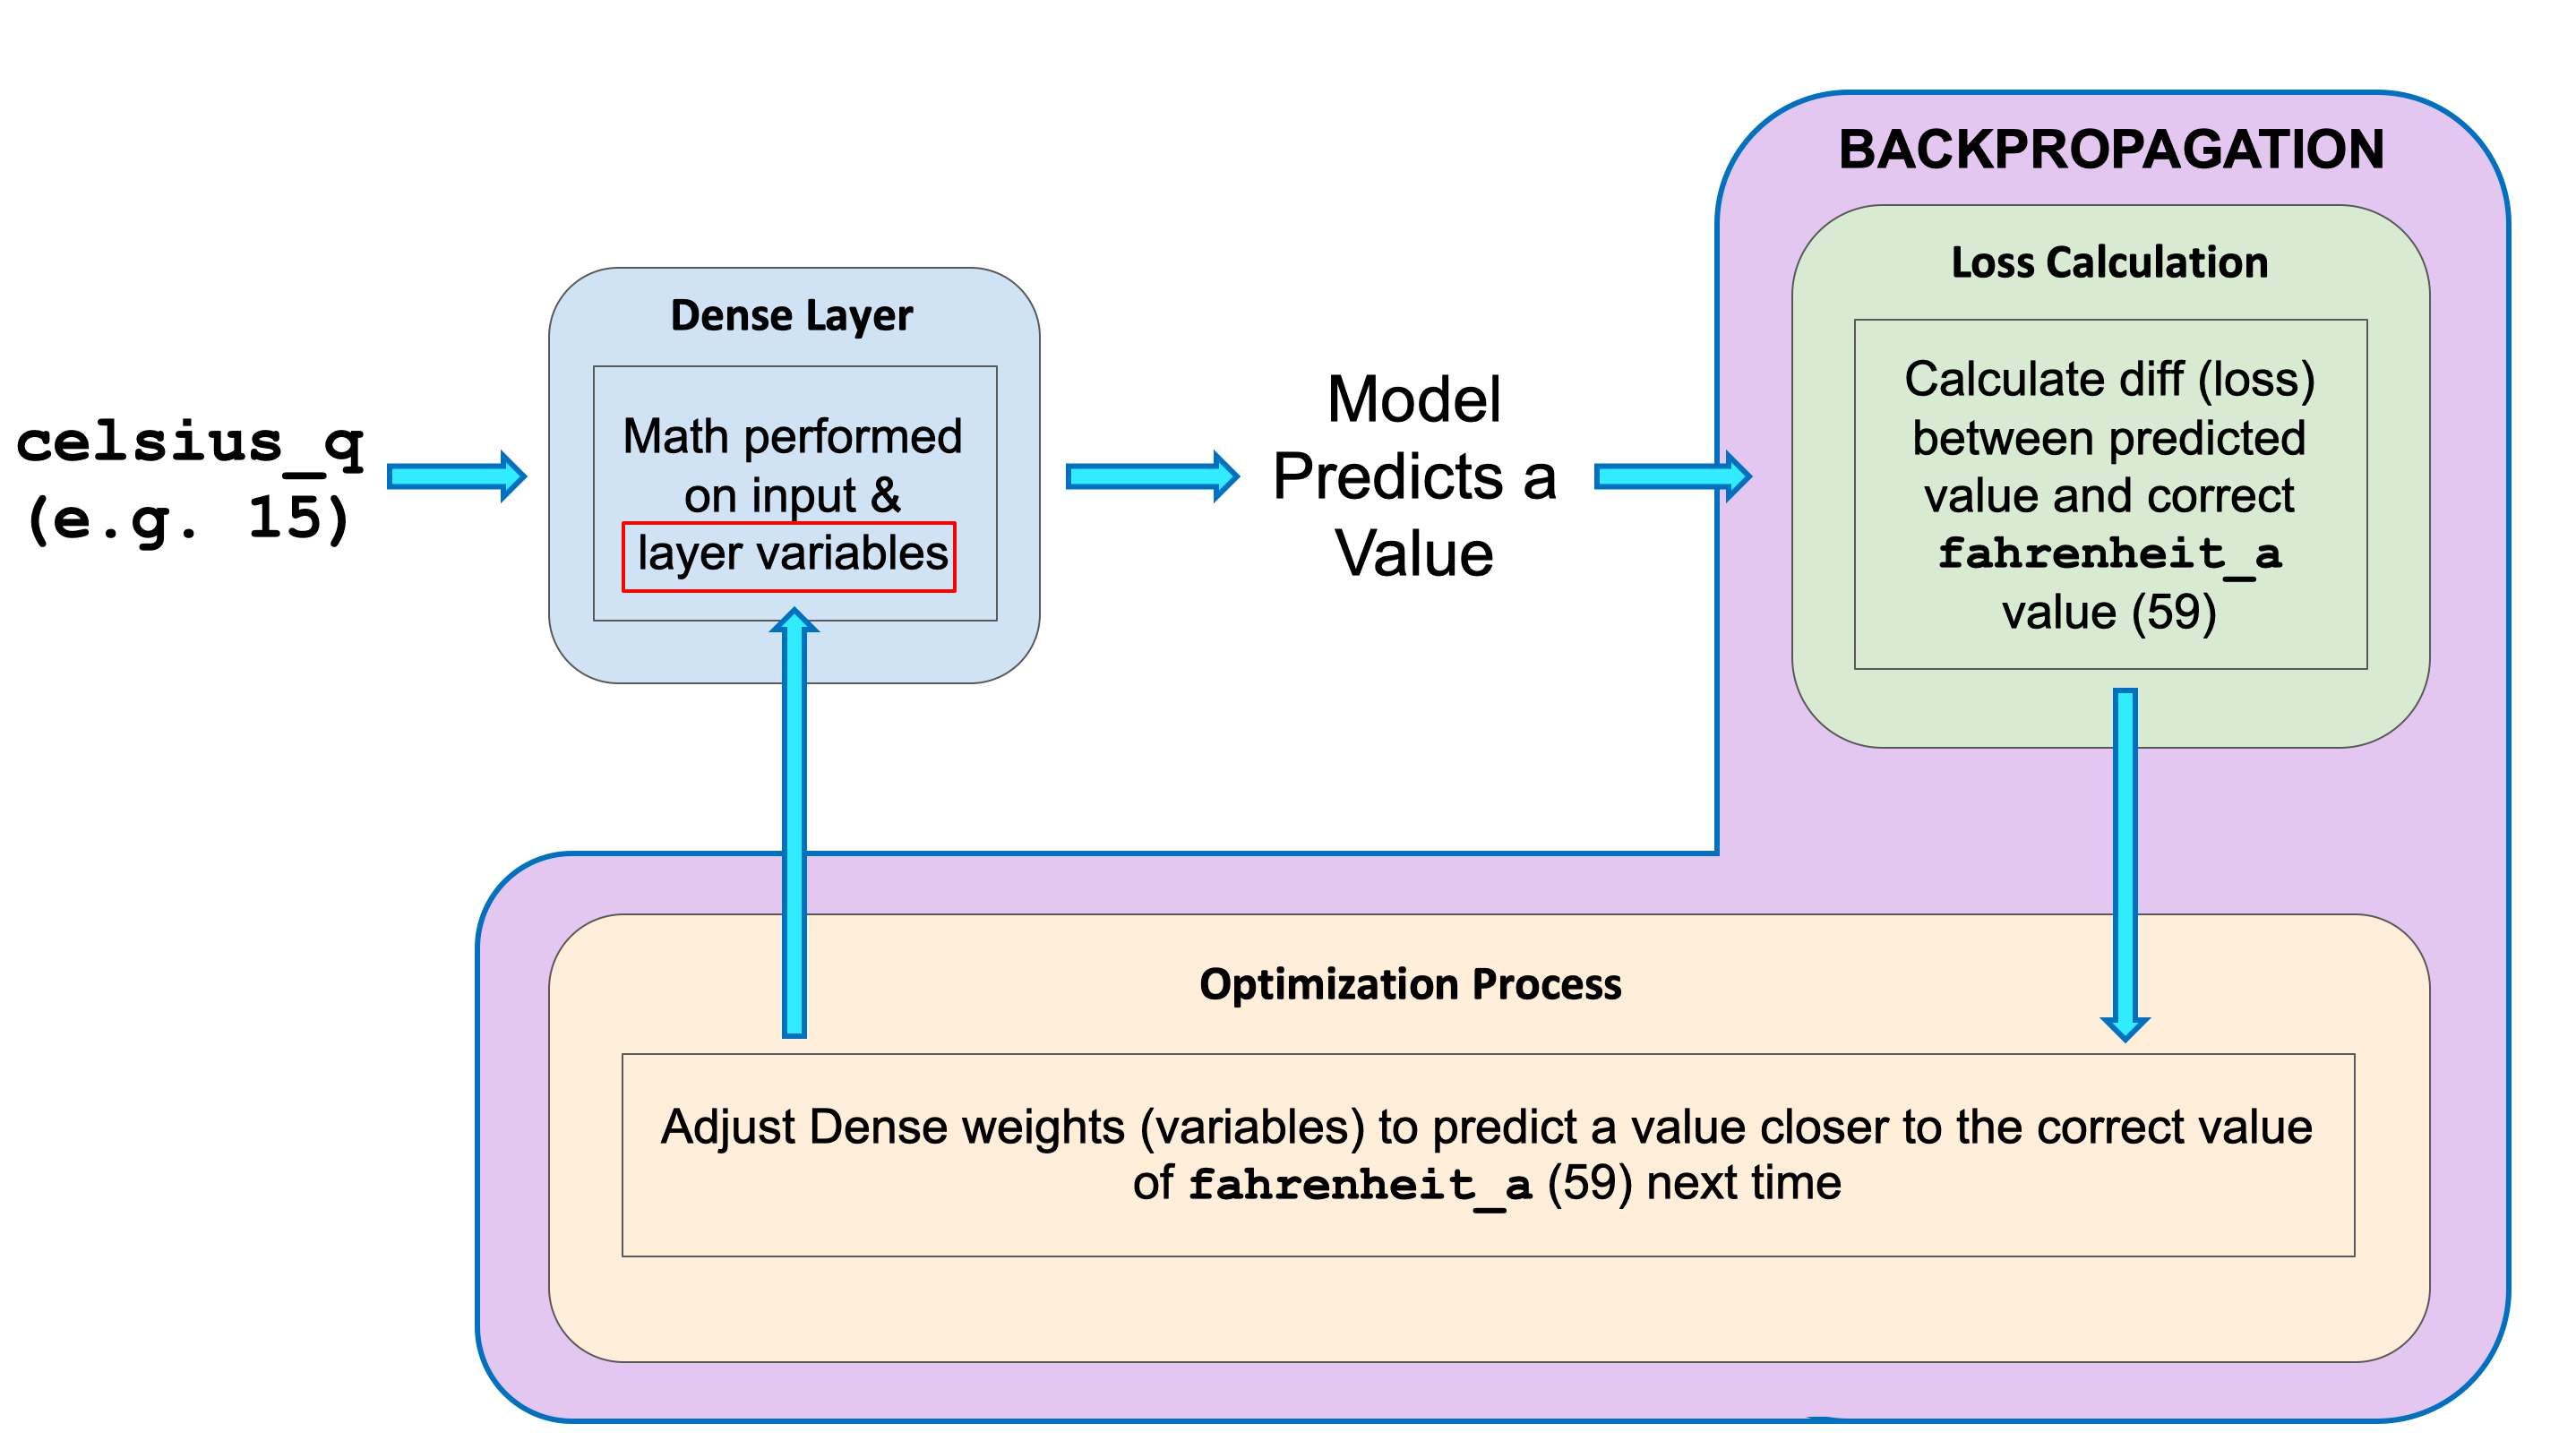 celsius_q
(e.g. 15)
Dense Layer
Math performed
on input &
layer variables
Model
Predicts a
Value
BACKPROPAGATION
Loss Calculation
Calculate diff (loss)
between predicted
value and correct
fahrenheit_a
value (59)
Optimization Process
Adjust Dense weights (variables) to predict a value closer to the correct value
of fahrenheit_a (59) next time